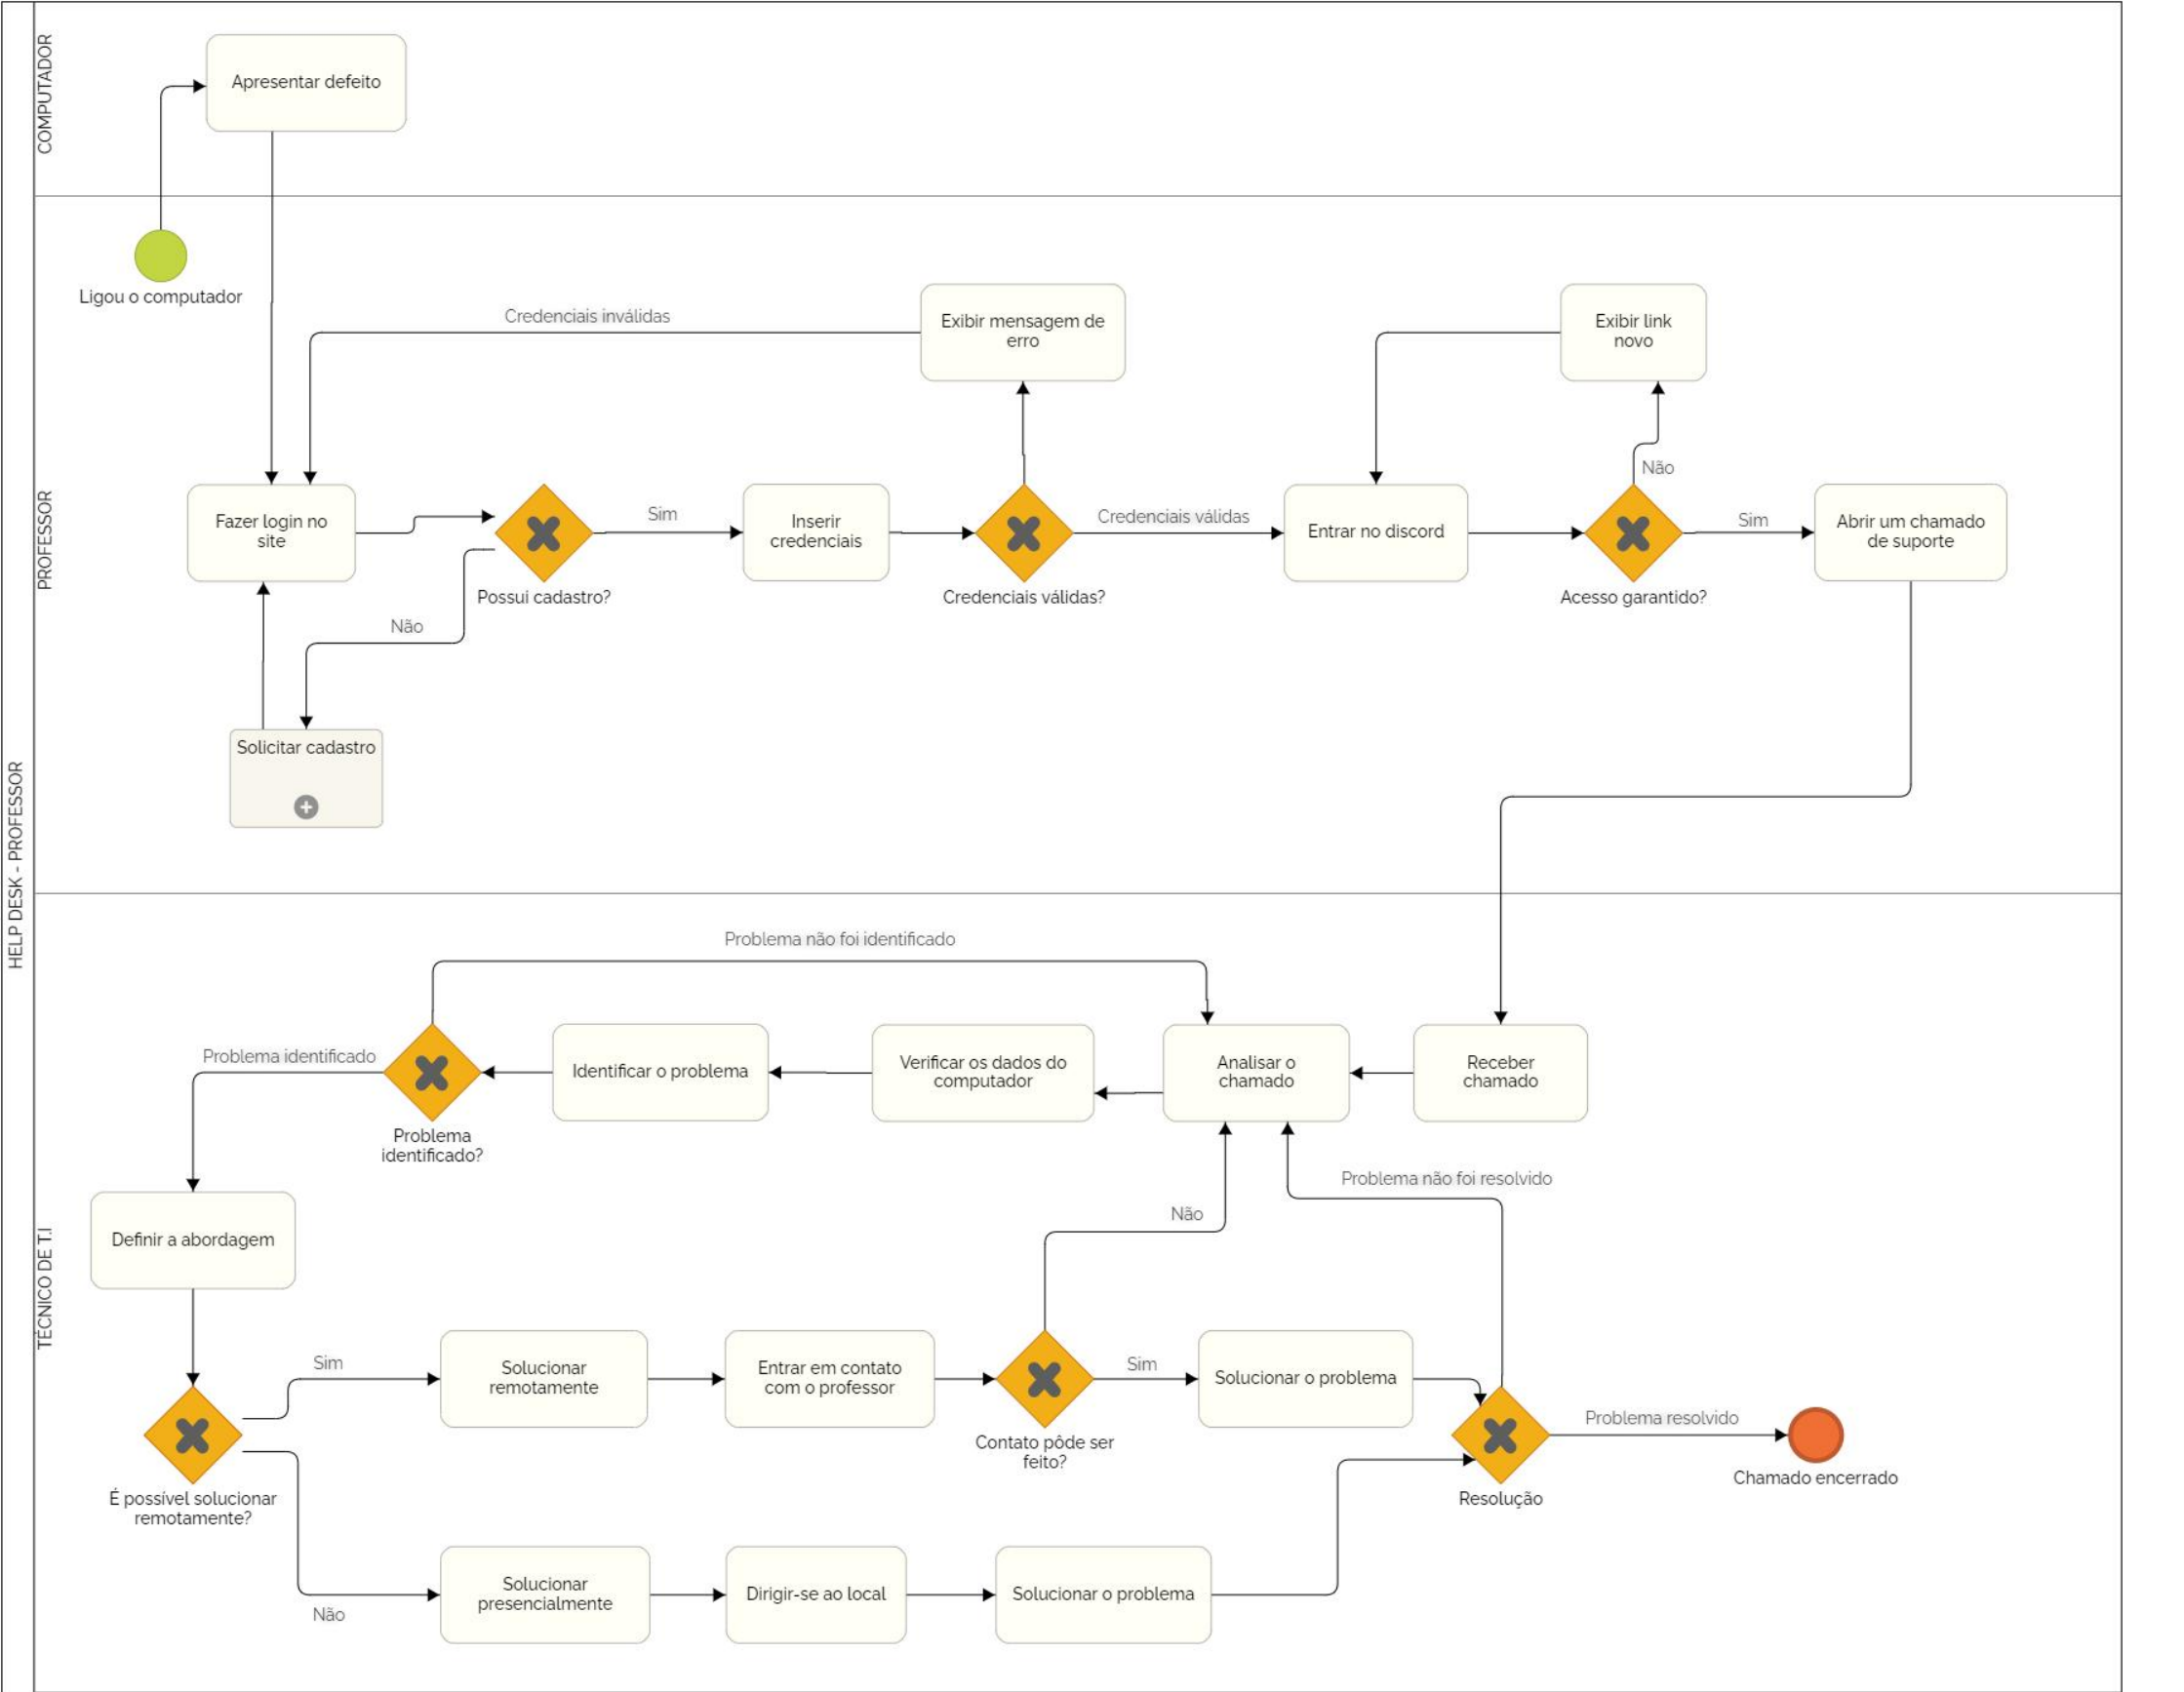 HELP DESK - PROFESSOR
COMPUTADOR
Apresentar defeito
PROFESSOR
Ligou o computador
Credenciais inválidas
Exibir mensagem de
erro
Exibir link
novo
Fazer login no
site
Possui cadastro?
Sim
Não
Solicitar cadastro
Inserir
credenciais
Credenciais válidas?
Credenciais válidas
Entrar no discord
Acesso garantido?
Não
Sim
Abrir um chamado
de suporte
TÉCNICO DE T.I
Problema não foi identificado
Receber
chamado
Analisar o
chamado
Verificar os dados do
computador
Identificar o problema
Problema
identificado?
Problema identificado
Definir a abordagem
É possível solucionar
remotamente?
Sim
Solucionar
remotamente
Entrar em contato
com o professor
Contato pôde ser
feito?
Não
Sim
Solucionar o problema
Problema não foi resolvido
Resolução
Problema resolvido
Chamado encerrado
Não
Solucionar
presencialmente
Dirigir-se ao local
Solucionar o problema